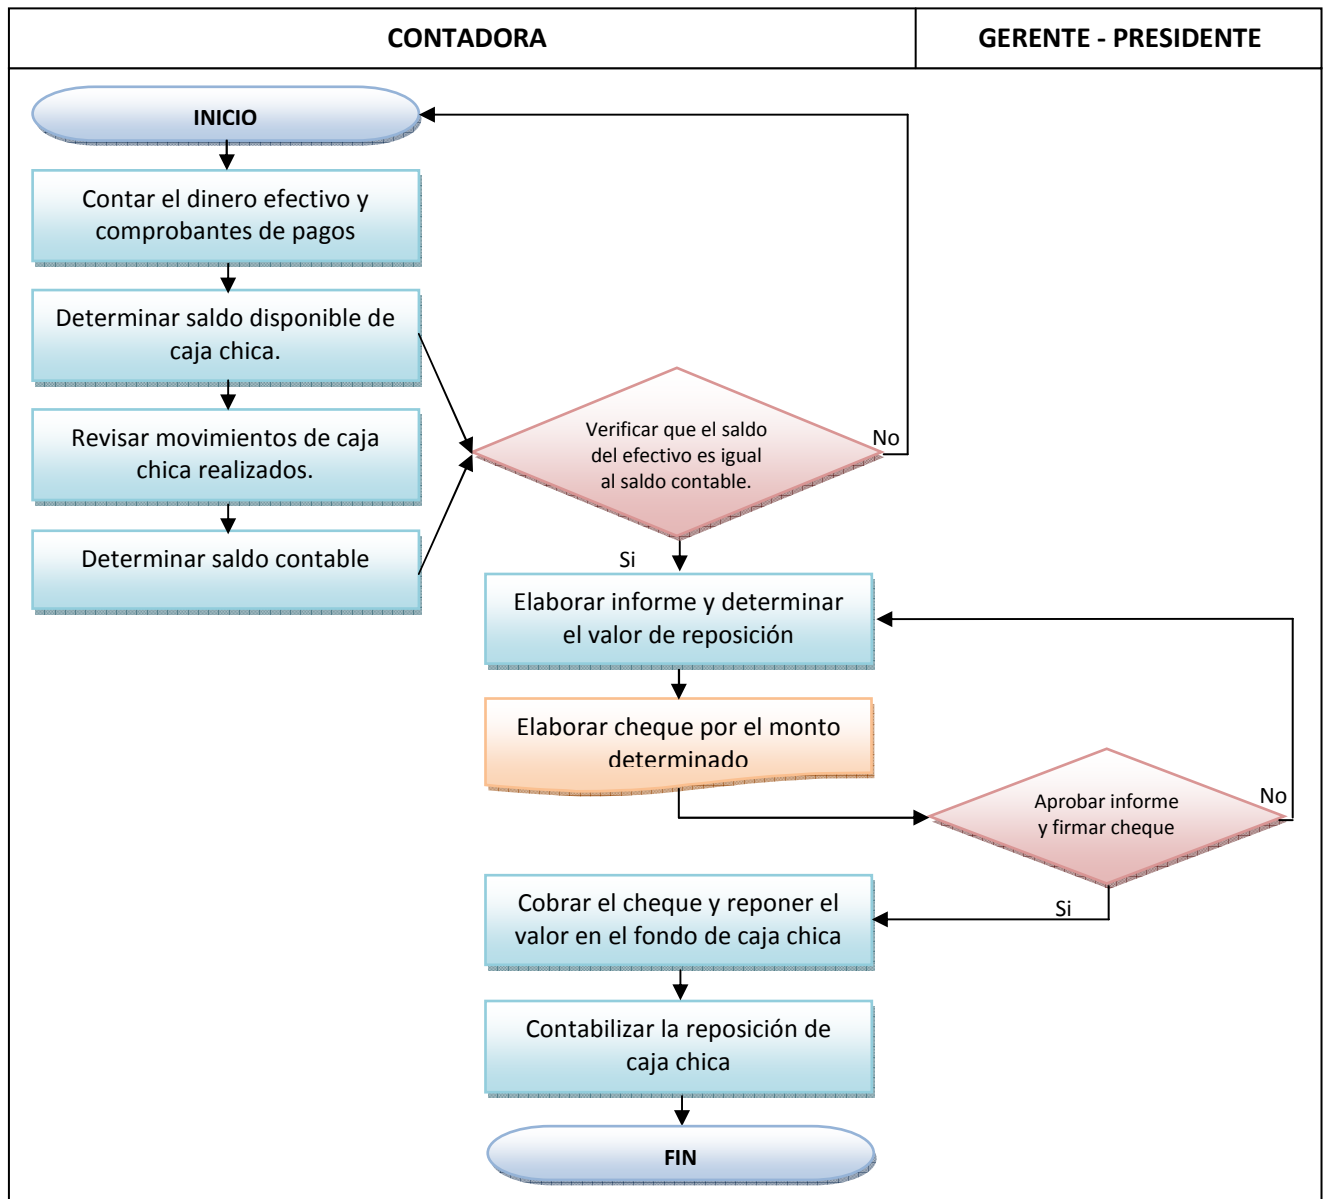 CONTADORA
GERENTE - PRESIDENTE
INICIO
Contar el dinero efectivo y
comprobantes de pagos
Determinar saldo disponible de
caja chica.
Revisar movimientos de caja
chica realizados.
Determinar saldo contable
Verificar que el saldo
del efectivo es igual
al saldo contable.
No
Si
Elaborar informe y determinar
el valor de reposición
Elaborar cheque por el monto
determinado
Aprobar informe
y firmar cheque
No
Si
Cobrar el cheque y reponer el
valor en el fondo de caja chica
Contabilizar la reposición de
caja chica
FIN